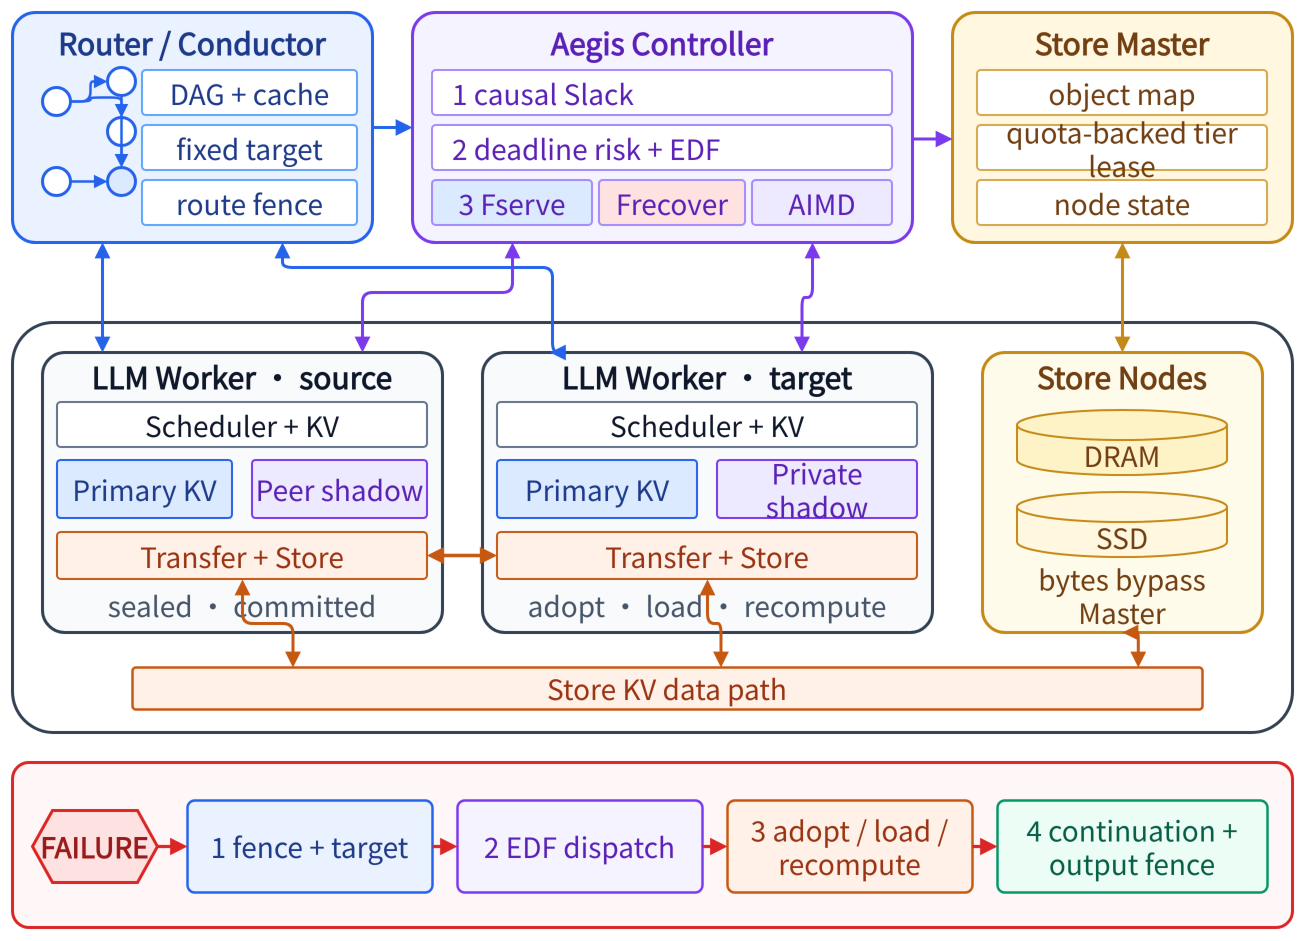 Router / Conductor
DAG + cache
fixed target
route fence
Aegis Controller
1 causal Slack
2 deadline risk + EDF
3 Fserve
Frecover
AIMD
Store Master
object map
quota-backed tier
lease
node state
LLM Worker · source
Scheduler + KV
Primary KV
Peer shadow
Transfer + Store
sealed · committed
LLM Worker · target
Scheduler + KV
Primary KV
Private
shadow
Transfer + Store
adopt · load · recompute
Store Nodes
DRAM
SSD
bytes bypass
Master
Store KV data path
FAILURE
1 fence + target
2 EDF dispatch
3 adopt / load /
recompute
4 continuation +
output fence